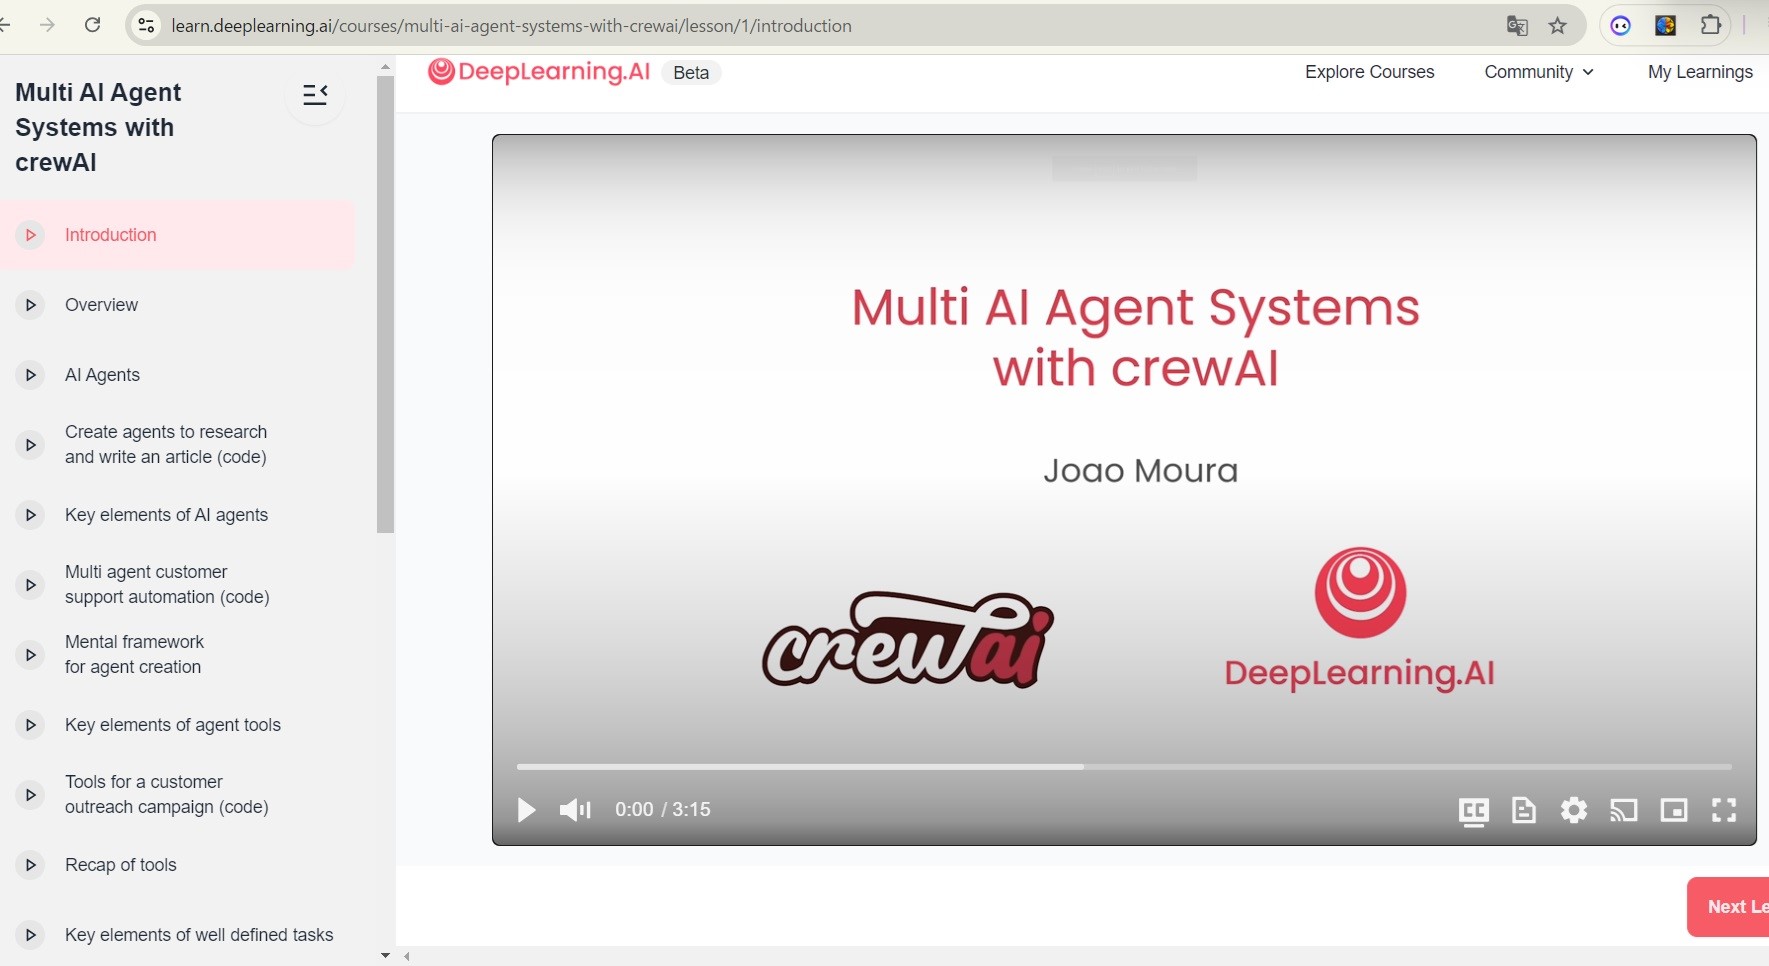 learn.deeplearning.ai/courses/multi-ai-agent-systems-with-crewai/lesson/1/introduction
Multi AI Agent
Systems with
crewAI
Introduction
Overview
AI Agents
Create agents to research
and write an article (code)
Key elements of AI agents
Multi agent customer
support automation (code)
Mental framework
for agent creation
Key elements of agent tools
Tools for a customer
outreach campaign (code)
Recap of tools
Key elements of well defined tasks
DeepLearning.AI Beta
Explore Courses Community My Learnings
Multi AI Agent Systems
with crewAI
Joao Moura
crewai
DeepLearning.AI
0:00 / 3:15
CC
Next Le